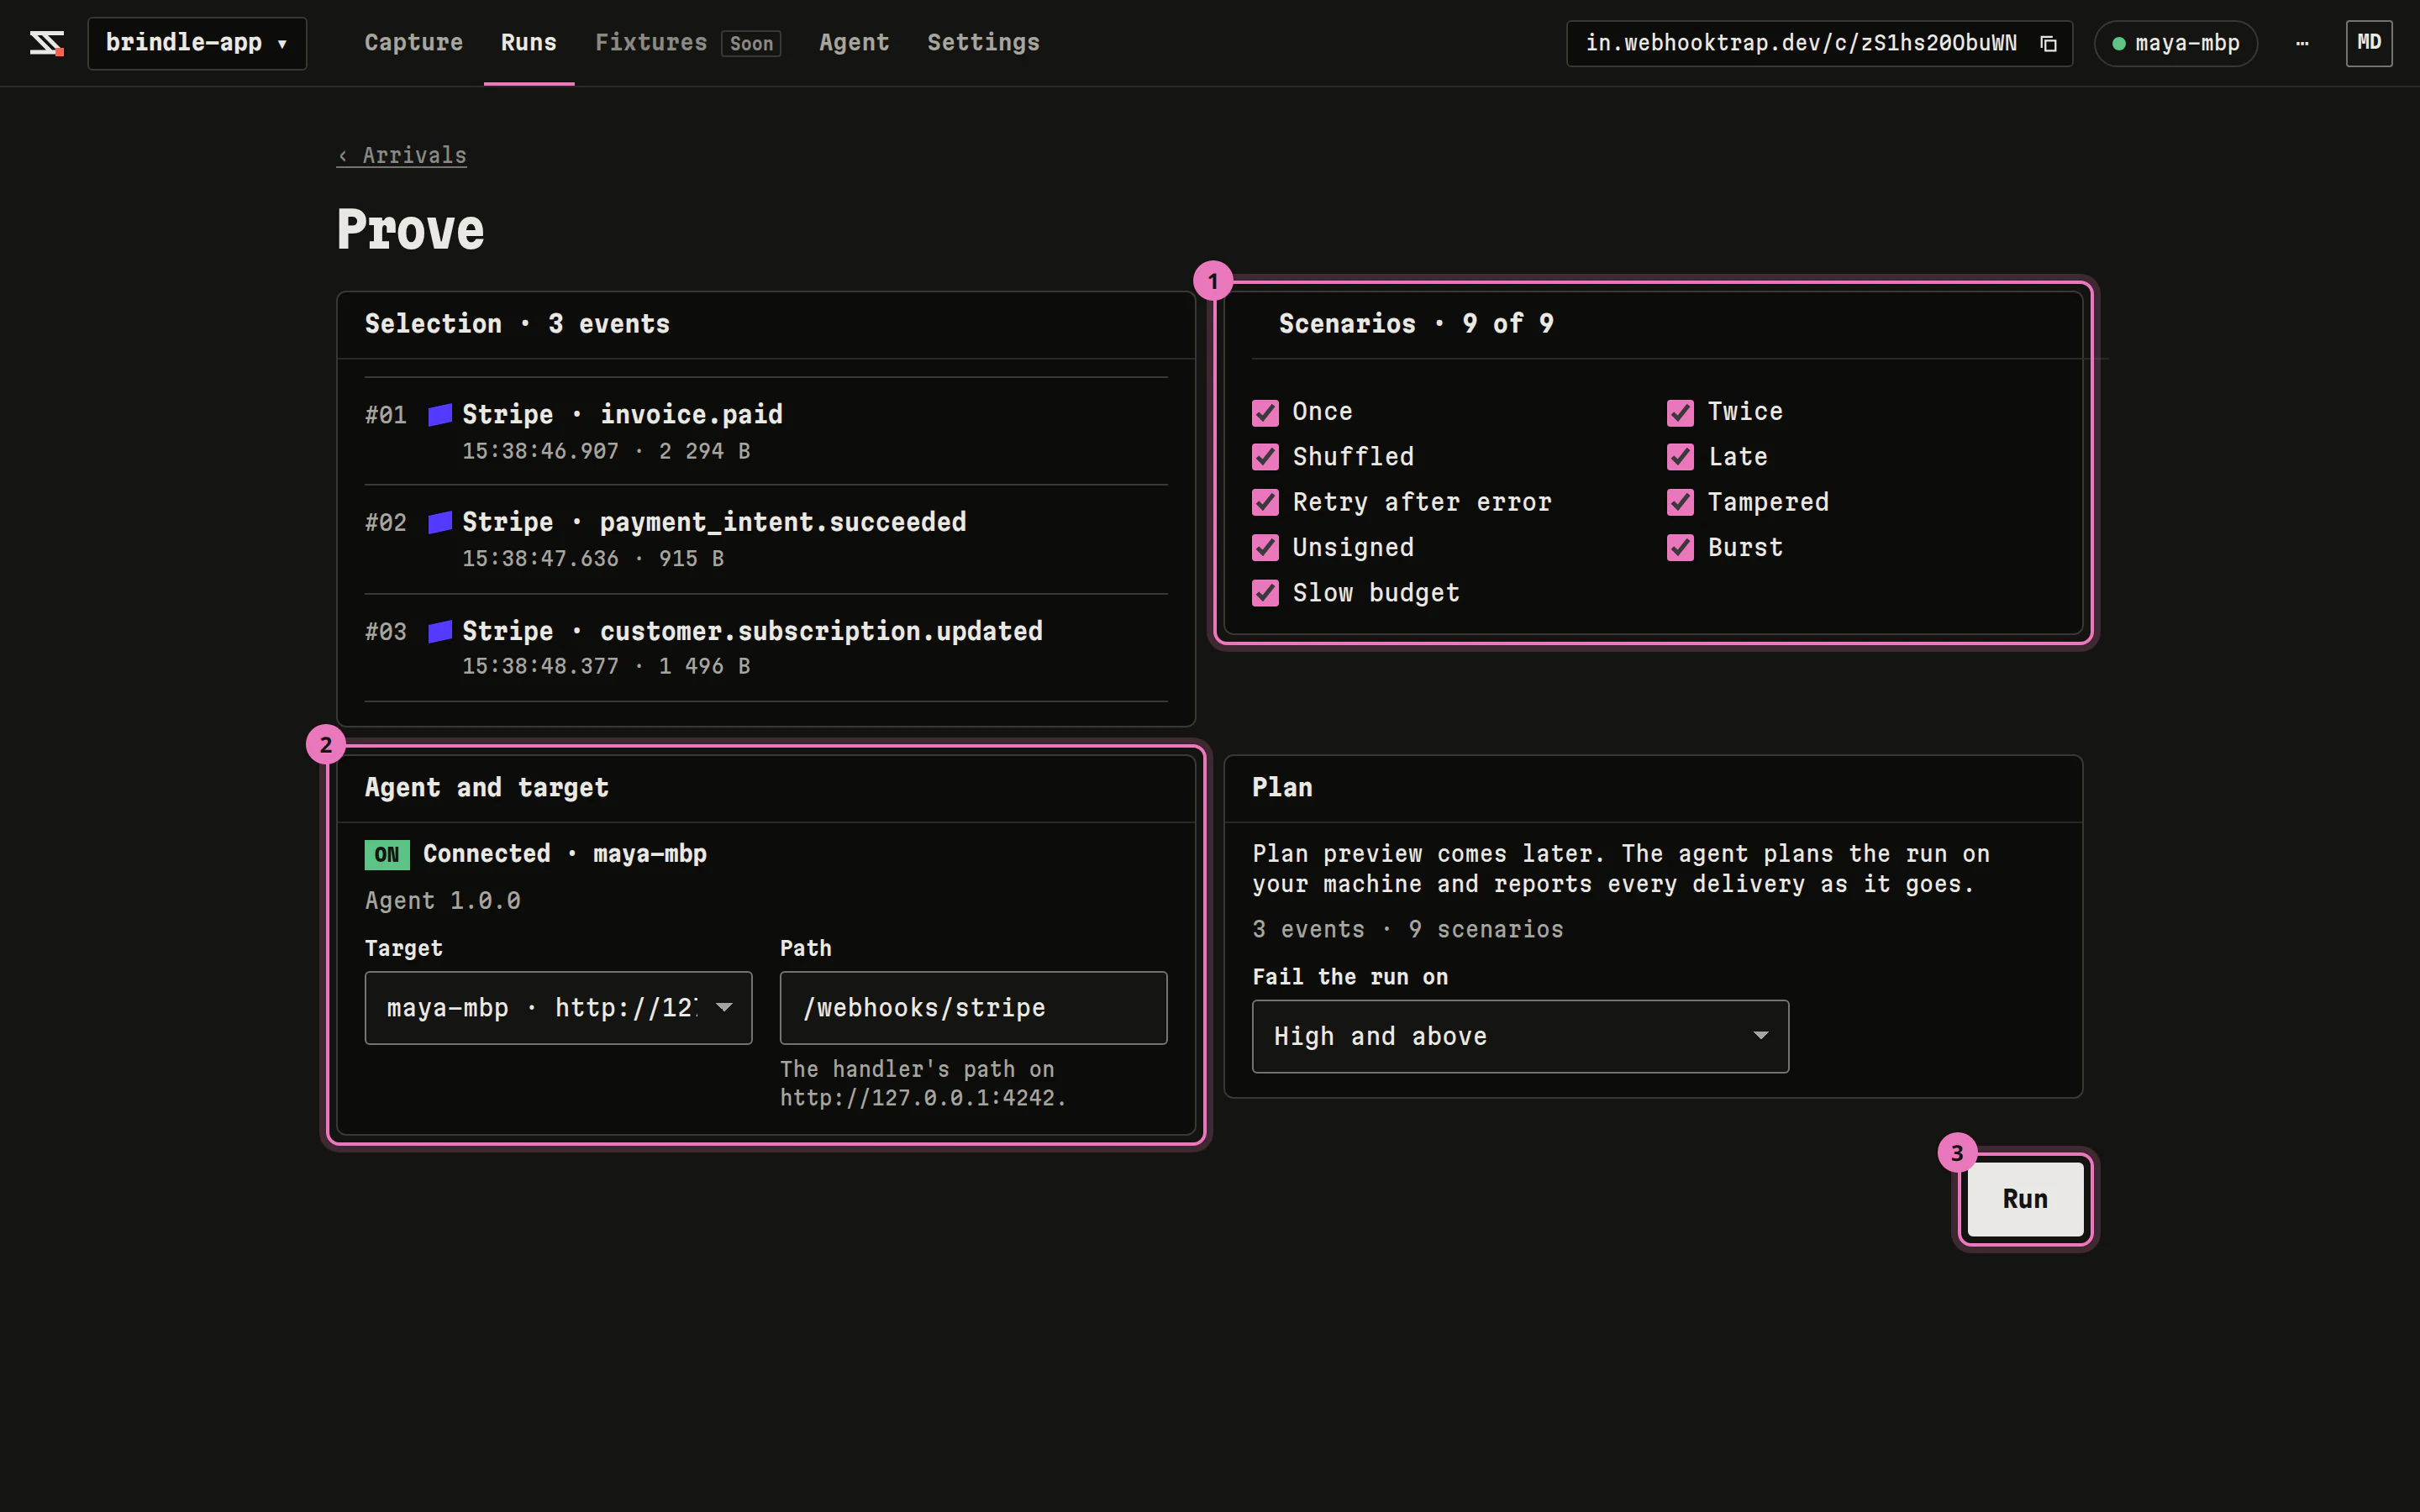 brindle-app ▾ Capture Runs Fixtures Soon Agent Settings in.webhooktrap.dev/c/zS1hs20ObuWN maya-mbp … MD
‹ Arrivals
Prove
Selection · 3 events
#01 Stripe · invoice.paid
15:38:46.907 · 2 294 B
#02 Stripe · payment_intent.succeeded
15:38:47.636 · 915 B
#03 Stripe · customer.subscription.updated
15:38:48.377 · 1 496 B
1
Scenarios · 9 of 9
Once Twice
Shuffled Late
Retry after error Tampered
Unsigned Burst
Slow budget
2
Agent and target
ON Connected · maya-mbp
Agent 1.0.0
Target Path
maya-mbp · http://127 /webhooks/stripe
The handler's path on
http://127.0.0.1:4242.
Plan
Plan preview comes later. The agent plans the run on
your machine and reports every delivery as it goes.
3 events · 9 scenarios
Fail the run on
High and above
3
Run